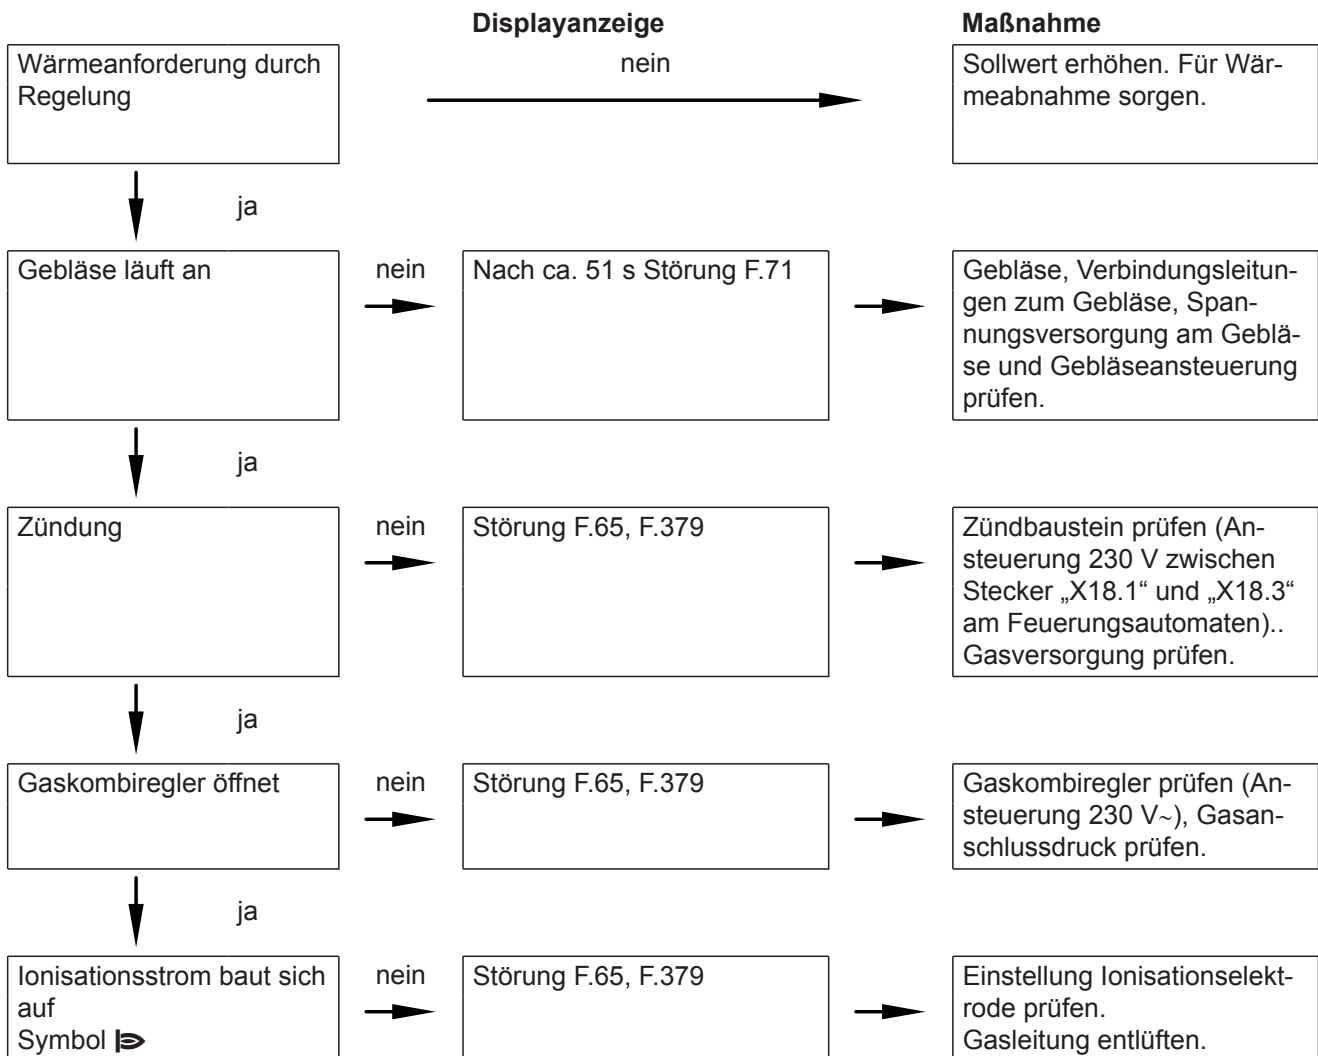 Displayanzeige
Maßnahme
Wärmeanforderung durch
Regelung
nein
Sollwert erhöhen. Für Wär-
meabnahme sorgen.
ja
Gebläse läuft an
nein
Nach ca. 51 s Störung F.71
Gebläse, Verbindungsleitun-
gen zum Gebläse, Span-
nungsversorgung am Geblä-
se und Gebläseansteuerung
prüfen.
ja
Zündung
nein
Störung F.65, F.379
Zündbaustein prüfen (An-
steuerung 230 V zwischen
Stecker „X18.1“ und „X18.3“
am Feuerungsautomaten)..
Gasversorgung prüfen.
ja
Gaskombiregler öffnet
nein
Störung F.65, F.379
Gaskombiregler prüfen (An-
steuerung 230 V~), Gasan-
schlussdruck prüfen.
ja
Ionisationsstrom baut sich
auf
Symbol
nein
Störung F.65, F.379
Einstellung Ionisationselekt-
rode prüfen.
Gasleitung entlüften.